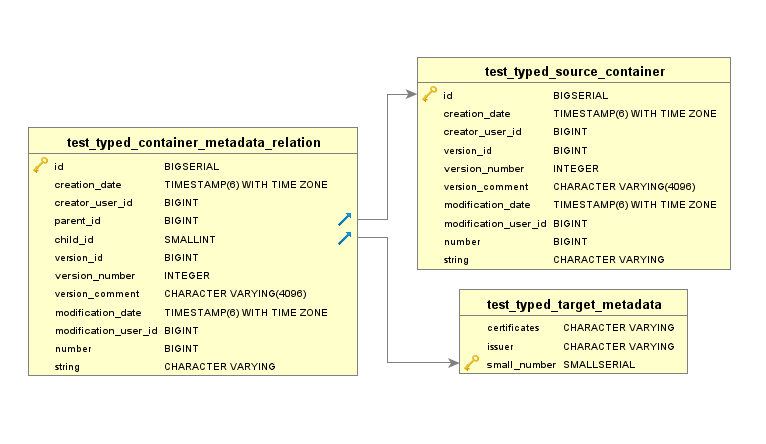 test_typed_source_container
id BIGSERIAL
creation_date TIMESTAMP(6) WITH TIME ZONE
creator_user_id BIGINT
version_id BIGINT
version_number INTEGER
version_comment CHARACTER VARYING(4096)
modification_date TIMESTAMP(6) WITH TIME ZONE
modification_user_id BIGINT
number BIGINT
string CHARACTER VARYING
test_typed_container_metadata_relation
id BIGSERIAL
creation_date TIMESTAMP(6) WITH TIME ZONE
creator_user_id BIGINT
parent_id BIGINT
child_id SMALLINT
version_id BIGINT
version_number INTEGER
version_comment CHARACTER VARYING(4096)
modification_date TIMESTAMP(6) WITH TIME ZONE
modification_user_id BIGINT
number BIGINT
string CHARACTER VARYING
test_typed_target_metadata
certificates CHARACTER VARYING
issuer CHARACTER VARYING
small_number SMALLSERIAL